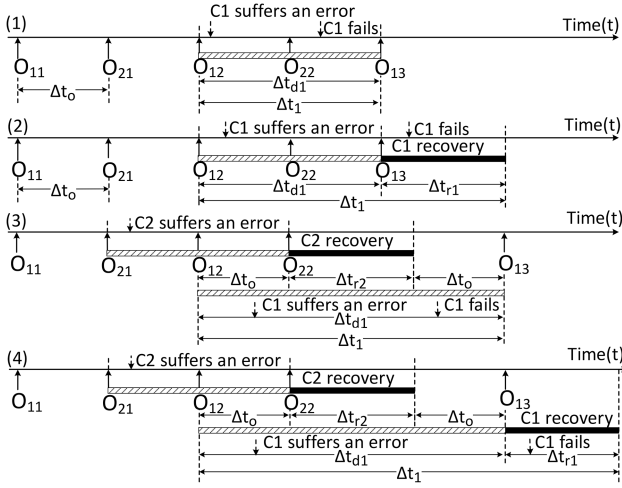 C1 suffers an error
(1) C1 fails Time(t)
O11 O21 O12 O22 O13
Δto Δtd1
Δt1
(2) C1 suffers an error C1 fails Time(t)
C1 recovery
O11 O21 O12 O22 O13
Δto Δtd1 Δtr1
Δt1
(3) C2 suffers an error Time(t)
C2 recovery
O11 O21 O12 O22 O13
Δto Δtr2 Δto
C1 suffers an error C1 fails
Δtd1
Δt1
(4) C2 suffers an error Time(t)
C2 recovery
O11 O21 O12 O22 O13
Δto Δtr2 Δto C1 recovery
C1 suffers an error C1 fails
Δtd1 Δtr1
Δt1